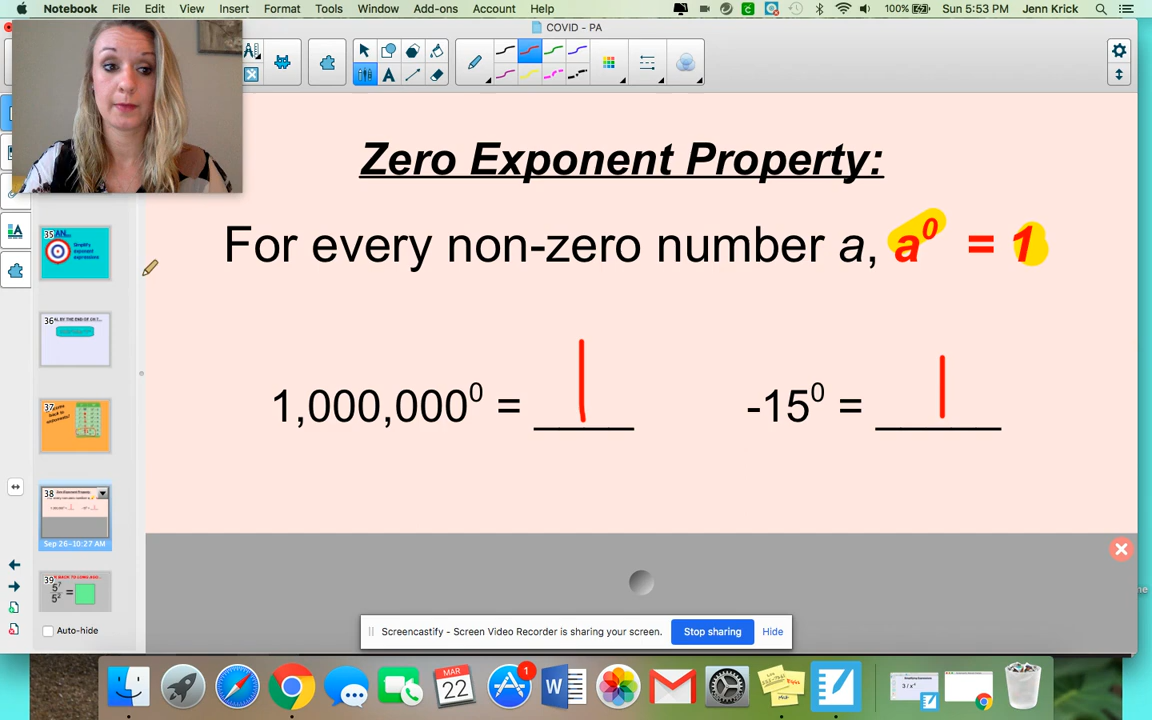 Notebook File Edit View Insert Format Tools Window Add-ons Account Help 100% Sun 5:53 PM Jenn Krick
COVID - PA
Zero Exponent Property:
For every non-zero number a, a⁰ = 1
1,000,000⁰ = 1
-15⁰ = 1
35
36
37
38
Sep 26-10:27 AM
39
5⁷/5² =
Auto-hide
Screencastify - Screen Video Recorder is sharing your screen. Stop sharing Hide
MAR
22
1